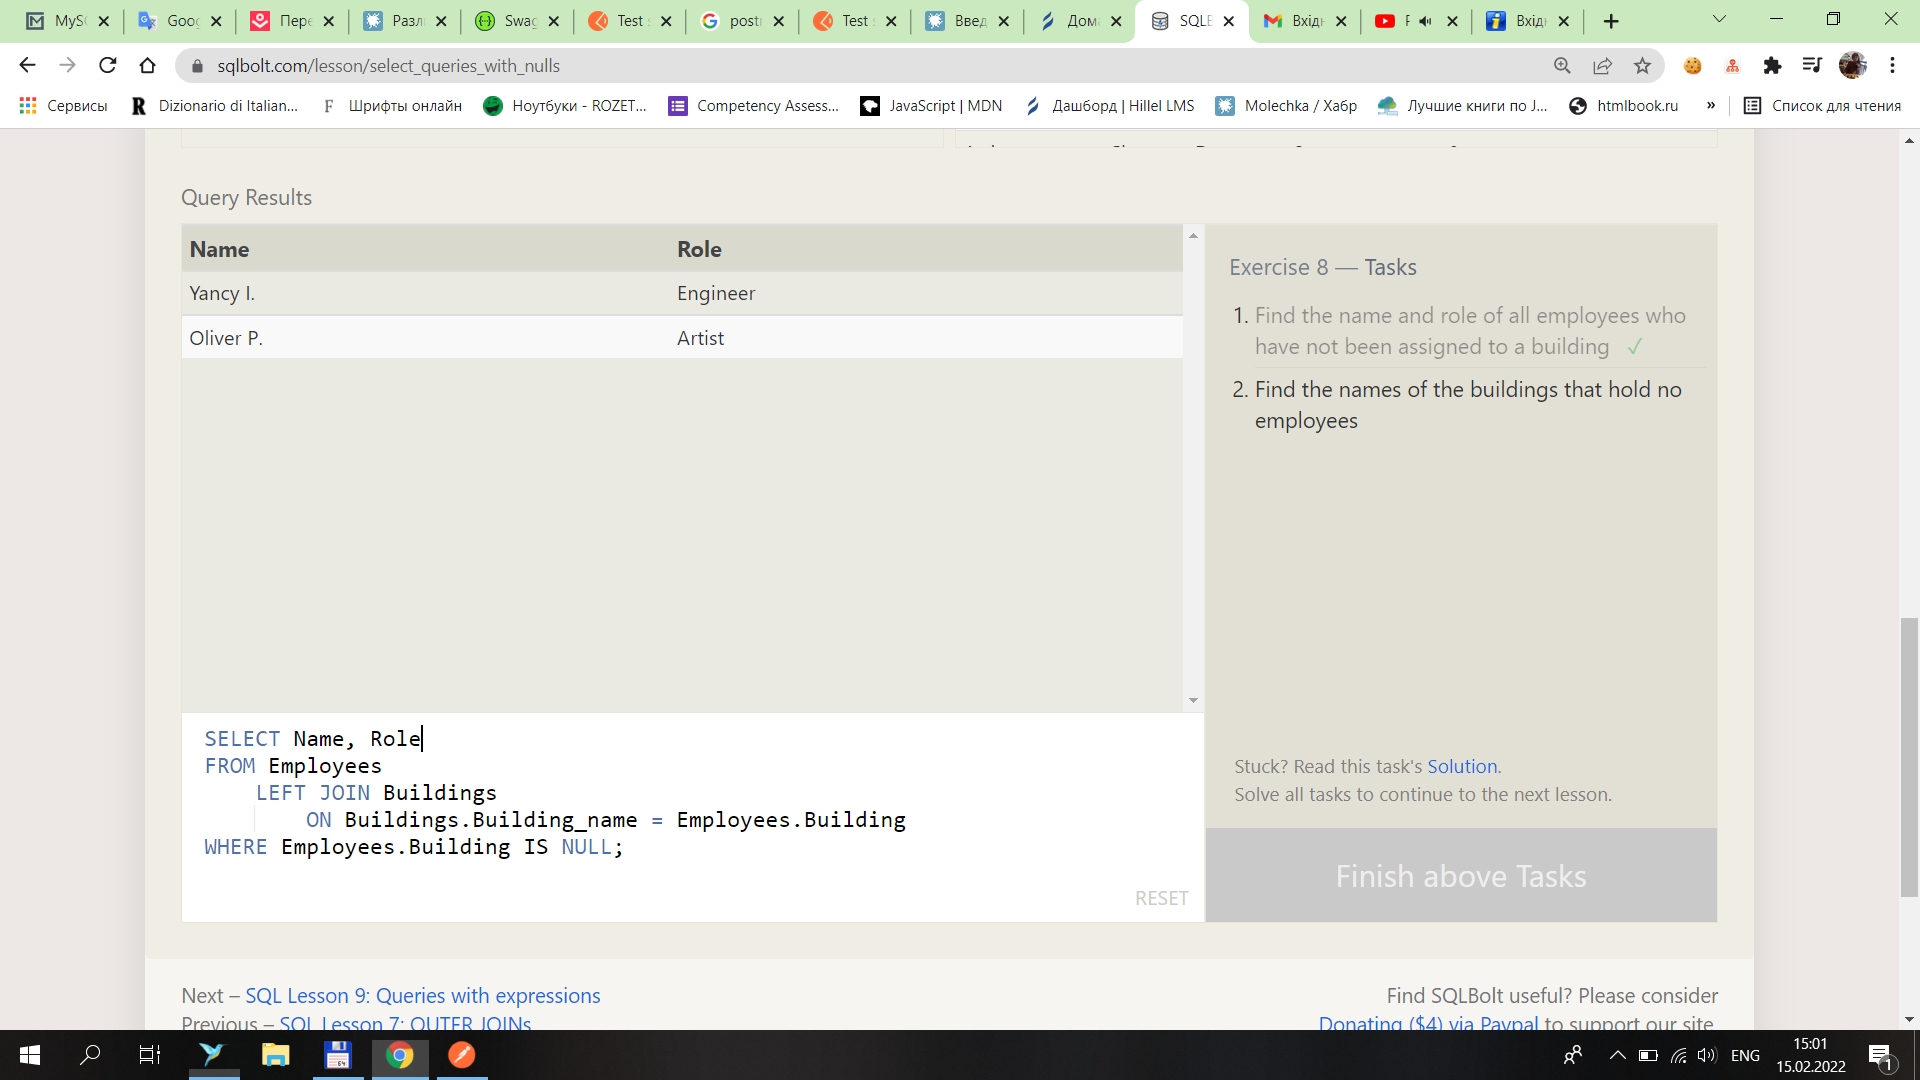 MyS
Goog
Пере
Разл
Swag
Test
post
Test
Введ
Дом
SQLB
Вхідн
Вхідн
sqlbolt.com/lesson/select_queries_with_nulls
Сервисы
Dizionario di Italian...
Шрифты онлайн
Ноутбуки - ROZET...
Competency Assess...
JavaScript | MDN
Дашборд | Hillel LMS
Molechka / Хабр
Лучшие книги по J...
htmlbook.ru
»
Список для чтения
Query Results
Name Role
Yancy I. Engineer
Oliver P. Artist
Exercise 8 — Tasks
1. Find the name and role of all employees who
have not been assigned to a building ✓
2. Find the names of the buildings that hold no
employees
SELECT Name, Role
FROM Employees
LEFT JOIN Buildings
ON Buildings.Building_name = Employees.Building
WHERE Employees.Building IS NULL;
RESET
Stuck? Read this task's Solution.
Solve all tasks to continue to the next lesson.
Finish above Tasks
Next – SQL Lesson 9: Queries with expressions
Previous – SQL Lesson 7: OUTER JOINs
Find SQLBolt useful? Please consider
Donating ($4) via Paypal to support our site.
64
ENG
15:01
15.02.2022
1